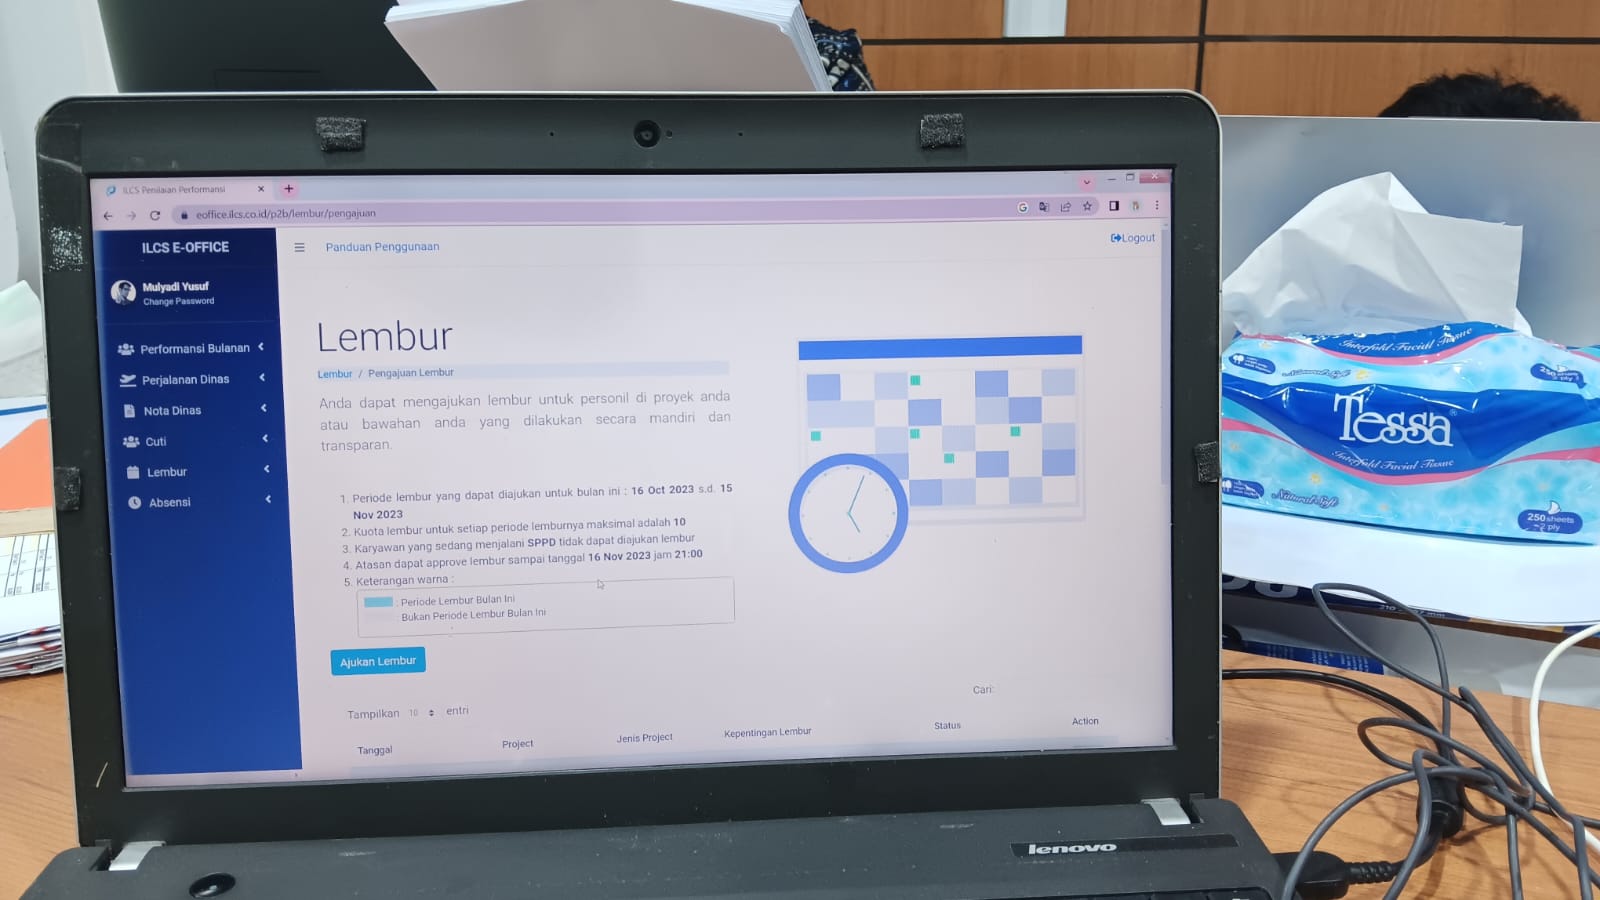 ILCS Penilaian Performansi
eoffice.ilcs.co.id/p2b/lembur/pengajuan
ILCS E-OFFICE
Panduan Penggunaan
Logout
Mulyadi Yusuf
Change Password
Performansi Bulanan
Perjalanan Dinas
Nota Dinas
Cuti
Lembur
Absensi
Lembur
Lembur / Pengajuan Lembur
Anda dapat mengajukan lembur untuk personil di proyek anda
atau bawahan anda yang dilakukan secara mandiri dan
transparan.
1. Periode lembur yang dapat diajukan untuk bulan ini : 16 Oct 2023 s.d. 15
Nov 2023
2. Kuota lembur untuk setiap periode lemburnya maksimal adalah 10
3. Karyawan yang sedang menjalani SPPD tidak dapat diajukan lembur
4. Atasan dapat approve lembur sampai tanggal 16 Nov 2023 jam 21:00
5. Keterangan warna :
: Periode Lembur Bulan Ini
: Bukan Periode Lembur Bulan Ini
Ajukan Lembur
Cari:
Tampilkan 10 entri
Tanggal Project Jenis Project Kepentingan Lembur Status Action
lenovo
Interfold Facial Tissue
250 sheets
2 ply
Tessa
Interfold Facial Tissue
Natural Soft
250 sheets
2 ply